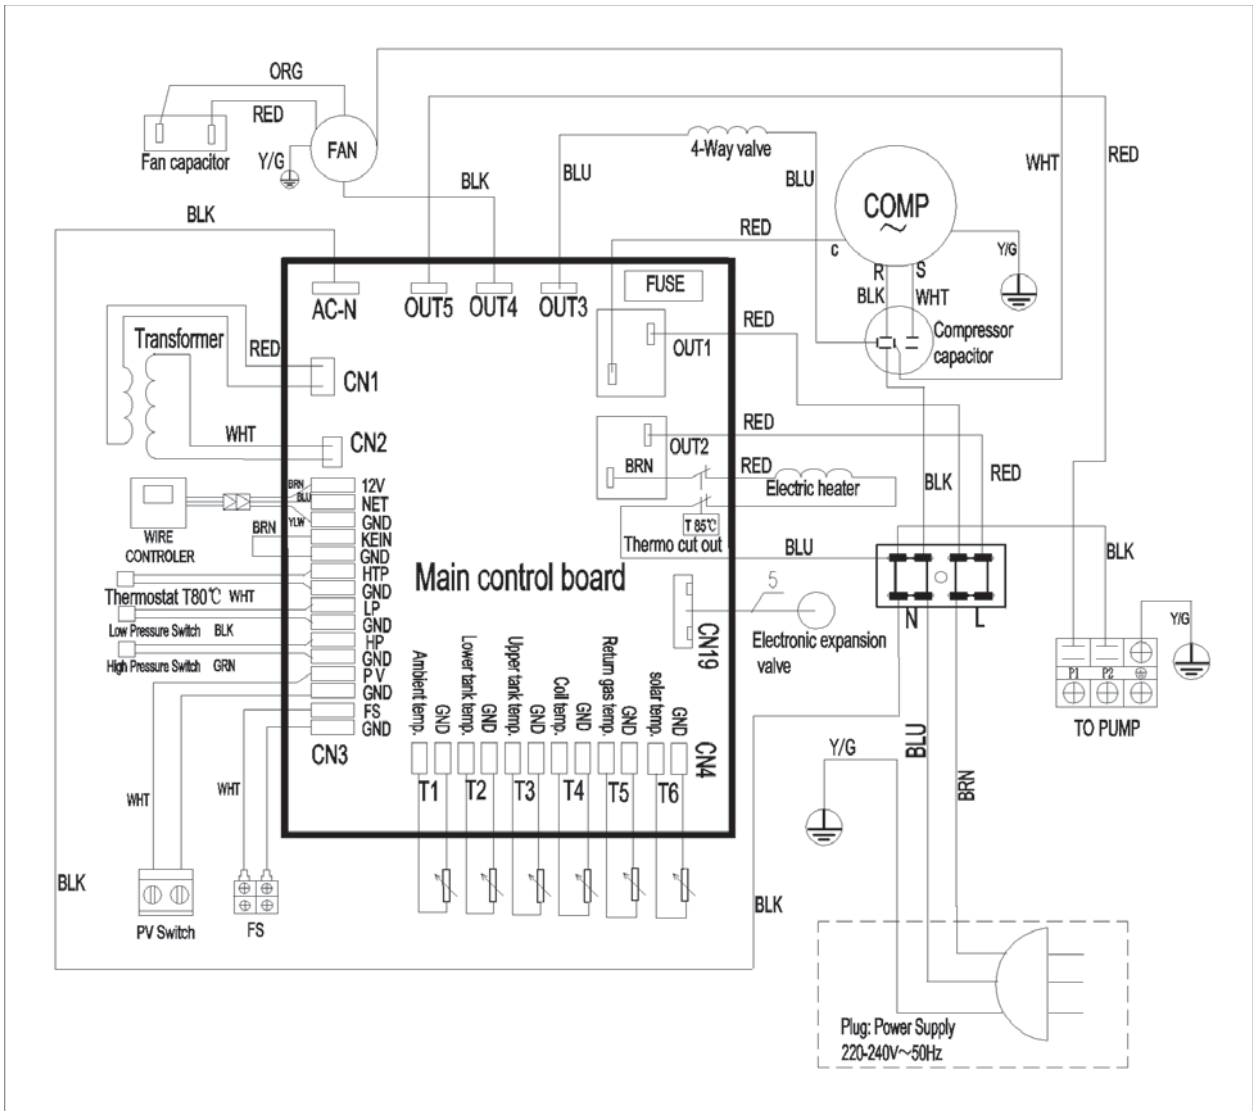 ORG
RED
Fan capacitor
Y/G
FAN
BLK
BLK
BLU
4-Way valve
BLU
WHT
RED
COMP
~
RED
C
R
S
Y/G
BLK
WHT
Compressor
capacitor
AC-N
OUT5
OUT4
OUT3
FUSE
RED
OUT1
Transformer
RED
CN1
WHT
CN2
RED
OUT2
BRN
RED
Electric heater
BLK
RED
T 85℃
Thermo cut out
BLU
BLK
WIRE
CONTROLER
BRN
BLU
YLW
BRN
12V
NET
GND
KEIN
GND
HTP
GND
LP
GND
HP
GND
PV
GND
FS
GND
CN3
Thermostat T80℃
WHT
Low Pressure Switch
BLK
High Pressure Switch
GRN
Main control board
5
CN19
Electronic expansion
valve
N
L
Y/G
P1
P2
TO PUMP
Ambient temp.
GND
Lower tank temp.
GND
Upper tank temp.
GND
Coil temp.
GND
Return gas temp.
GND
solar temp.
GND
CN4
T1
T2
T3
T4
T5
T6
Y/G
BLU
BRN
WHT
WHT
BLK
PV Switch
FS
BLK
Plug: Power Supply
220-240V~50Hz